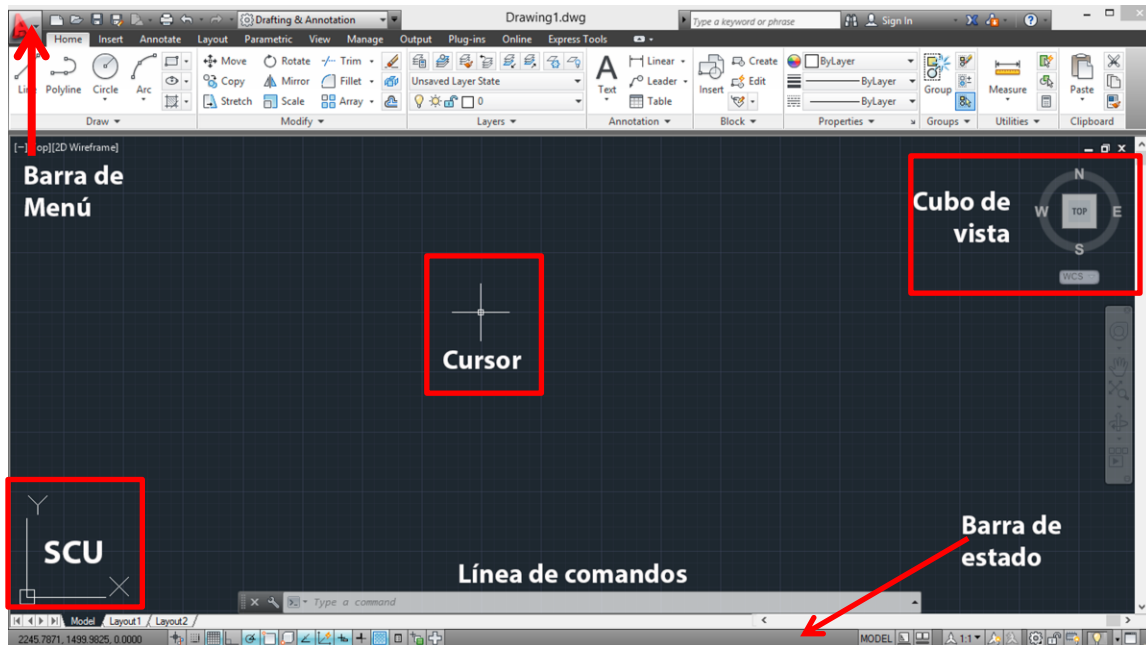 Drafting & Annotation
Drawing1.dwg
Type a keyword or phrase
Sign In
?
Home Insert Annotate Layout Parametric View Manage Output Plug-ins Online Express Tools
Line Polyline Circle Arc
Move Rotate Trim
Copy Mirror Fillet
Stretch Scale Array
Unsaved Layer State
0
A
Text
Linear
Leader
Table
Insert
Create
Edit
ByLayer
ByLayer
ByLayer
Group
Measure
Paste
Draw Modify Layers Annotation Block Properties Groups Utilities Clipboard
[−][Top][2D Wireframe]
Barra de
Menú
Cubo de
vista
N
W TOP E
S
WCS
Cursor
Y
SCU
X
Barra de
estado
Línea de comandos
Type a command
Model Layout1 Layout2
2245.7871, 1499.9825, 0.0000
MODEL
1:1